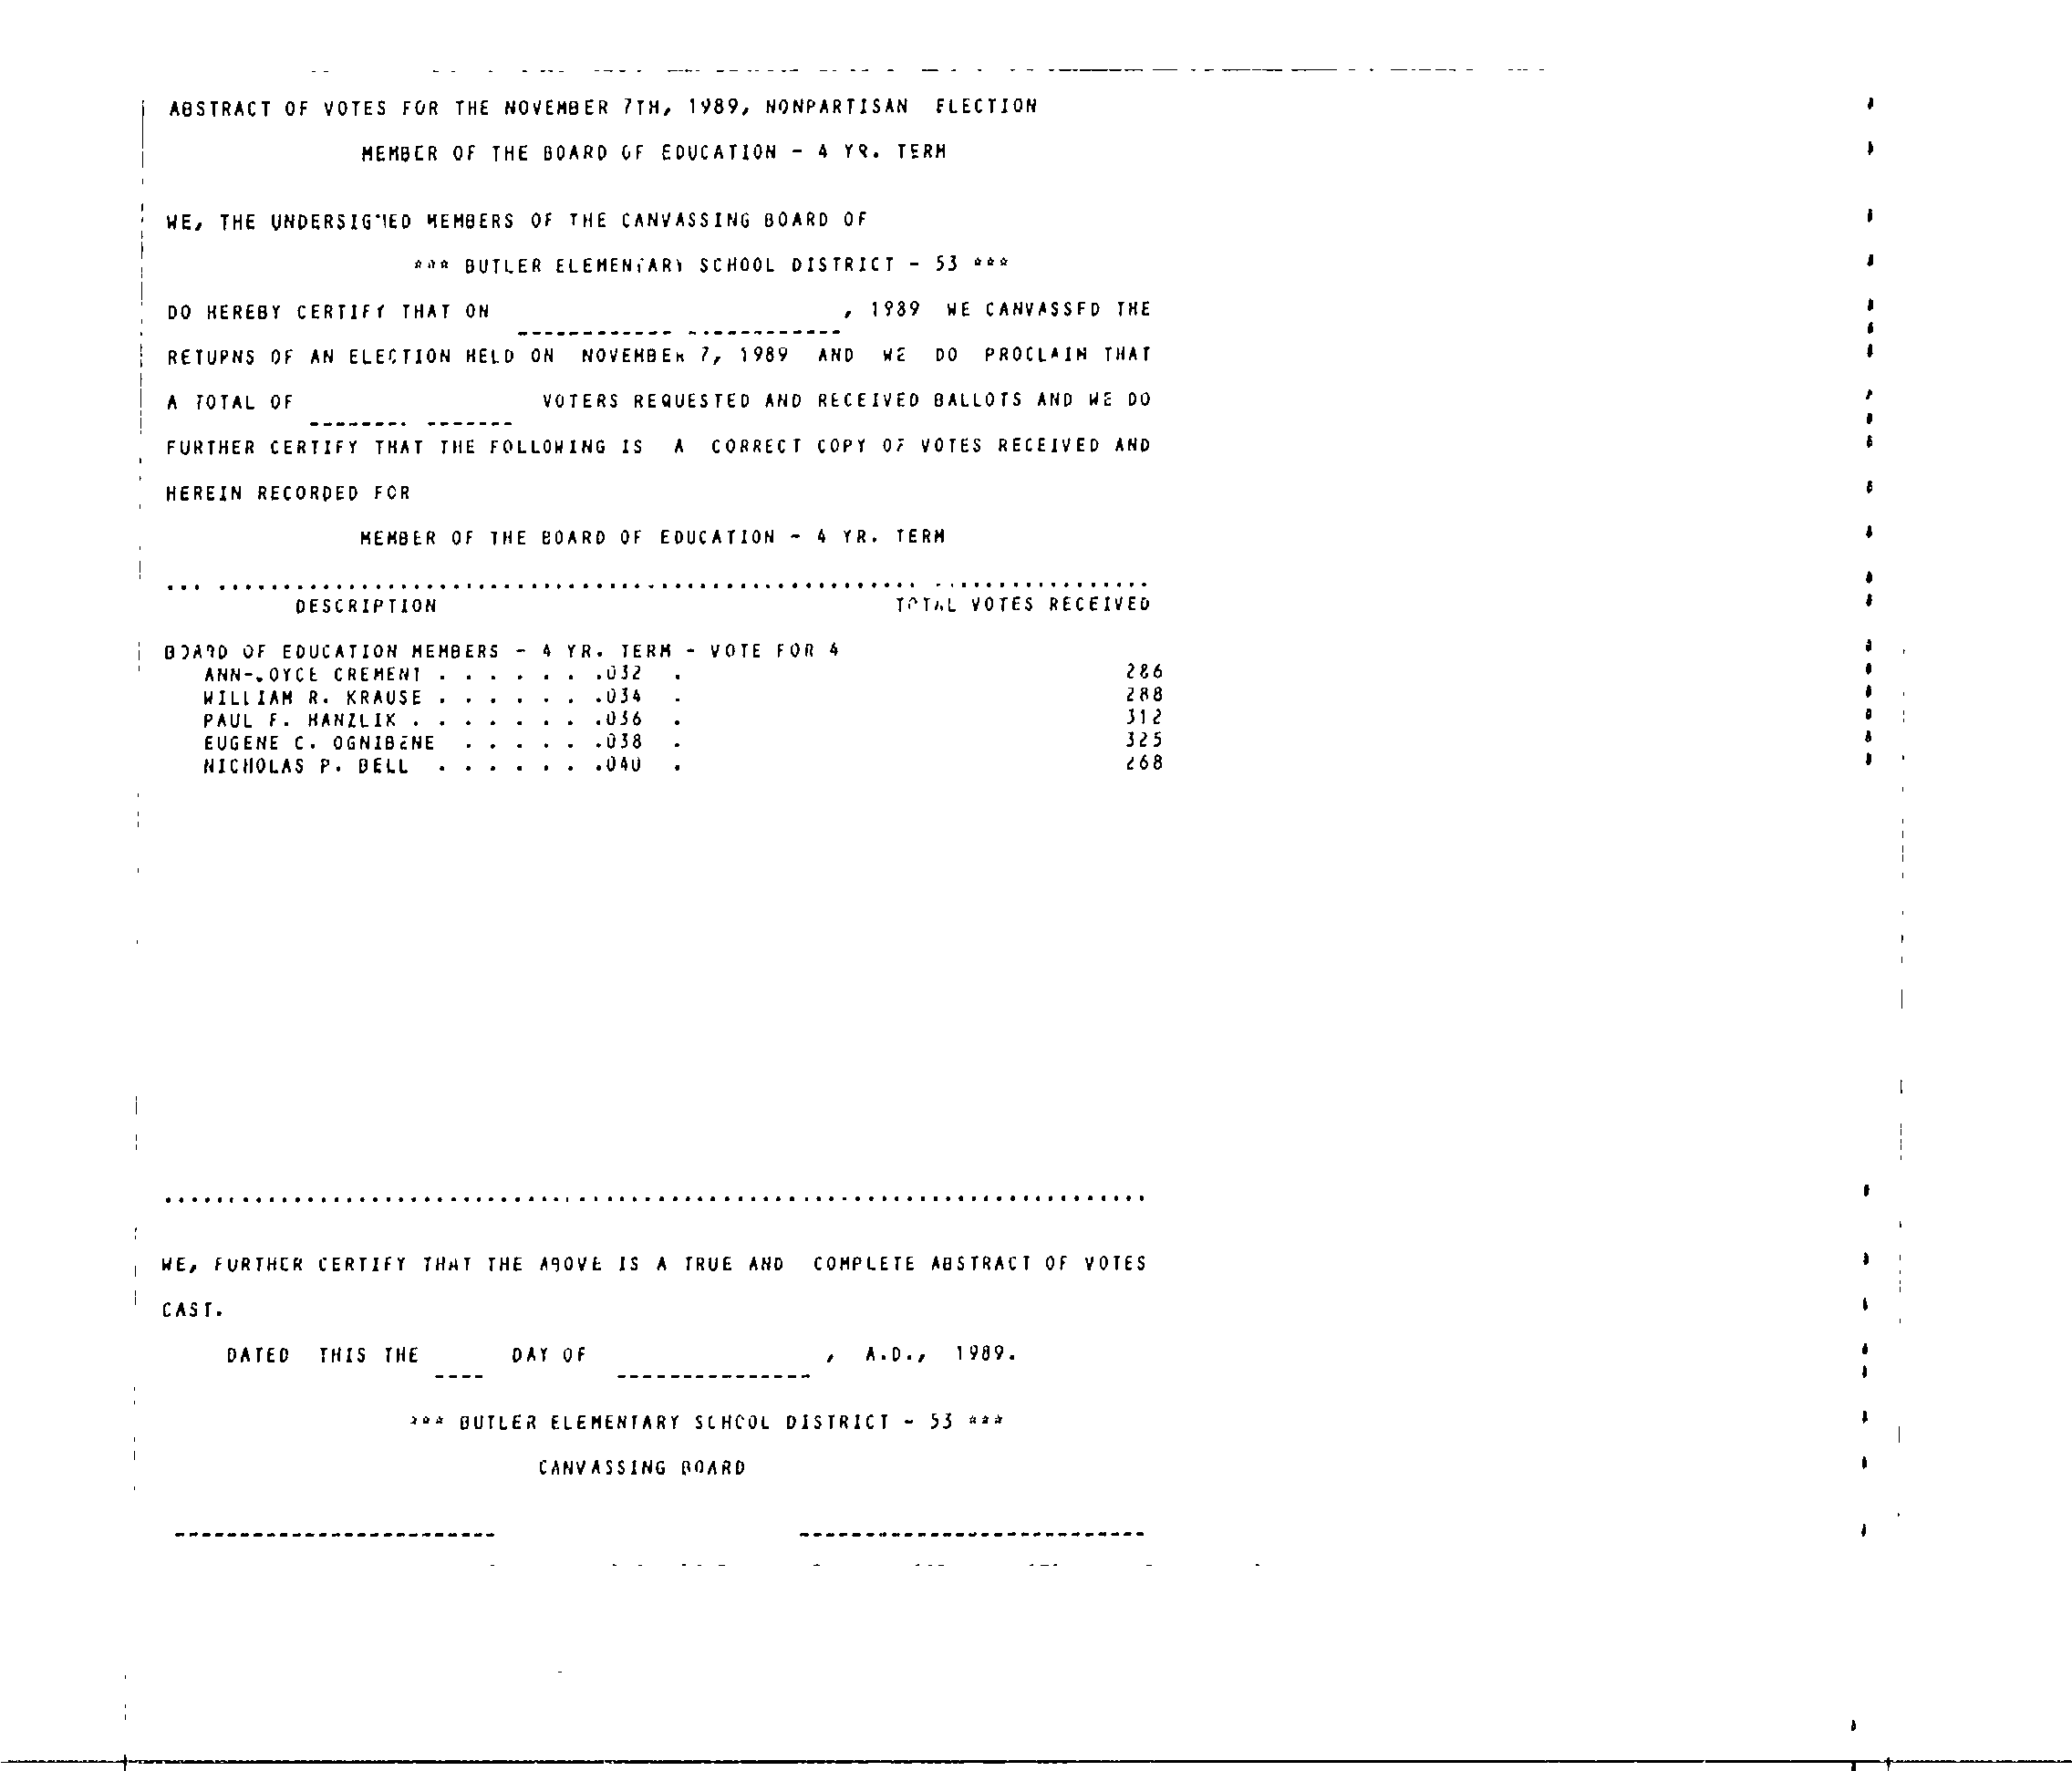 ABSTRACT OF VOTES FOR THE NOVEMBER 7TH, 1989, NONPARTISAN ELECTION
MEMBER OF THE BOARD OF EDUCATION - 4 YR. TERM
WE, THE UNDERSIGNED MEMBERS OF THE CANVASSING BOARD OF
*** BUTLER ELEMENTARY SCHOOL DISTRICT - 53 ***
DO HEREBY CERTIFY THAT ON , 1989 WE CANVASSED THE
RETURNS OF AN ELECTION HELD ON NOVEMBER 7, 1989 AND WE DO PROCLAIM THAT
A TOTAL OF VOTERS REQUESTED AND RECEIVED BALLOTS AND WE DO
FURTHER CERTIFY THAT THE FOLLOWING IS A CORRECT COPY OF VOTES RECEIVED AND
HEREIN RECORDED FOR
MEMBER OF THE BOARD OF EDUCATION - 4 YR. TERM
DESCRIPTION TOTAL VOTES RECEIVED
BOARD OF EDUCATION MEMBERS - 4 YR. TERM - VOTE FOR 4
ANN-JOYCE CREMENT . . . . . . .032 . 286
WILLIAM R. KRAUSE . . . . . . .034 . 288
PAUL F. HANZLIK . . . . . . . .036 . 312
EUGENE C. OGNIBENE . . . . . .038 . 325
NICHOLAS P. BELL . . . . . . .040 . 268
WE, FURTHER CERTIFY THAT THE ABOVE IS A TRUE AND COMPLETE ABSTRACT OF VOTES
CAST.
DATED THIS THE ---- DAY OF --------------- , A.D., 1989.
*** BUTLER ELEMENTARY SCHOOL DISTRICT - 53 ***
CANVASSING BOARD